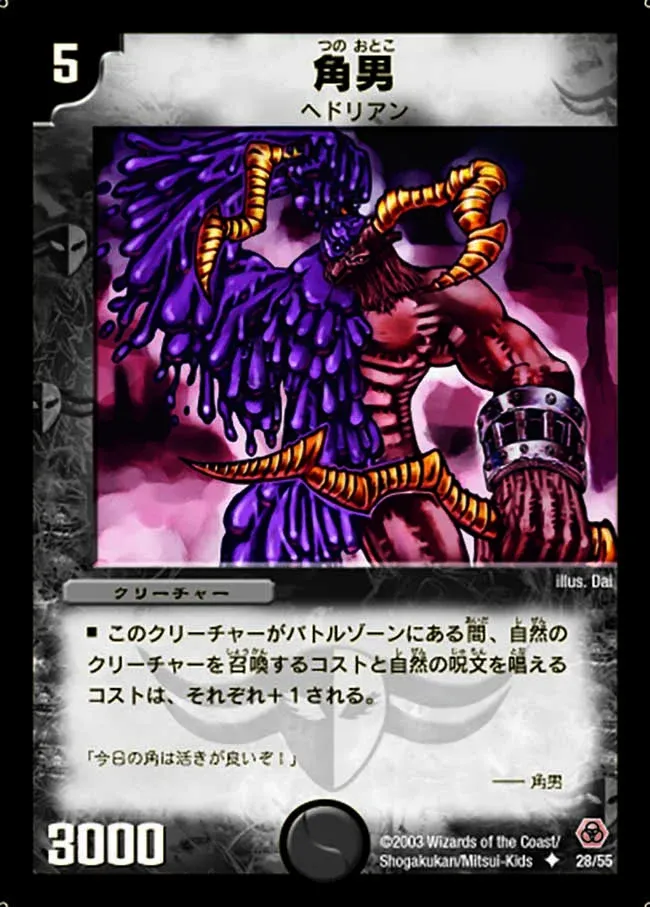 5
つの おとこ
角男
ヘドリアン
illus. Dai
クリーチャー
■ このクリーチャーがバトルゾーンにある間、自然の
クリーチャーを召喚するコストと自然の呪文を唱える
コストは、それぞれ+1される。
「今日の角は活きが良いぞ!」
—— 角男
3000
©2003 Wizards of the Coast/
Shogakukan/Mitsui-Kids ✦ 28/55